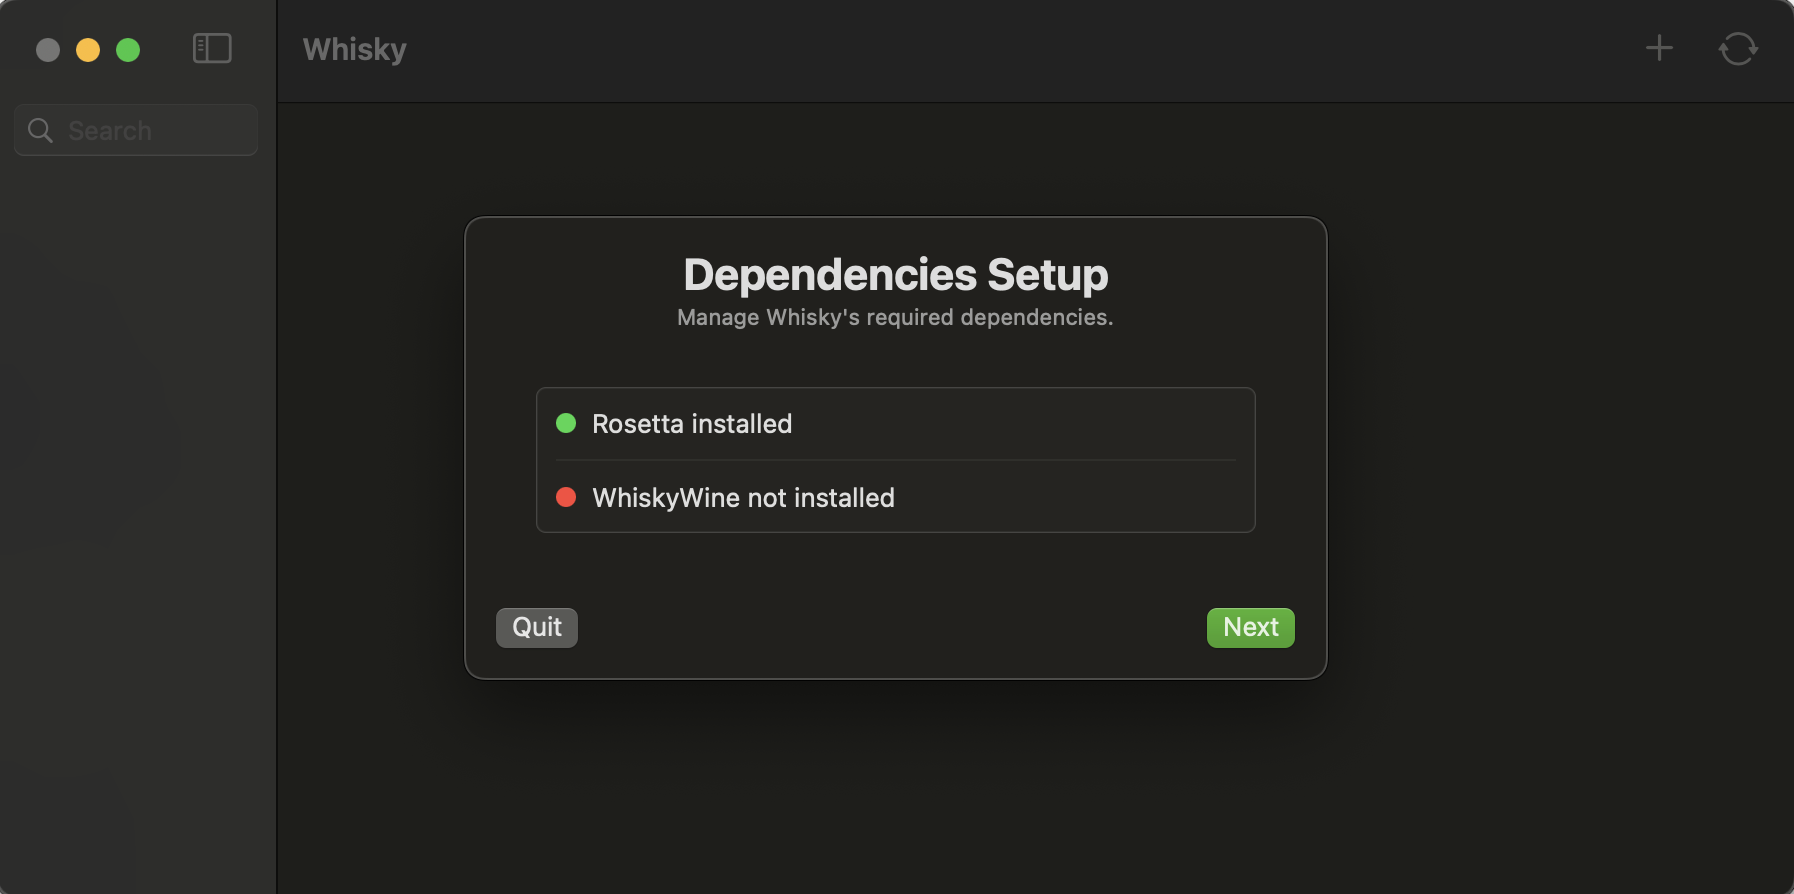 Whisky
Search
Dependencies Setup
Manage Whisky's required dependencies.
Rosetta installed
WhiskyWine not installed
Quit
Next